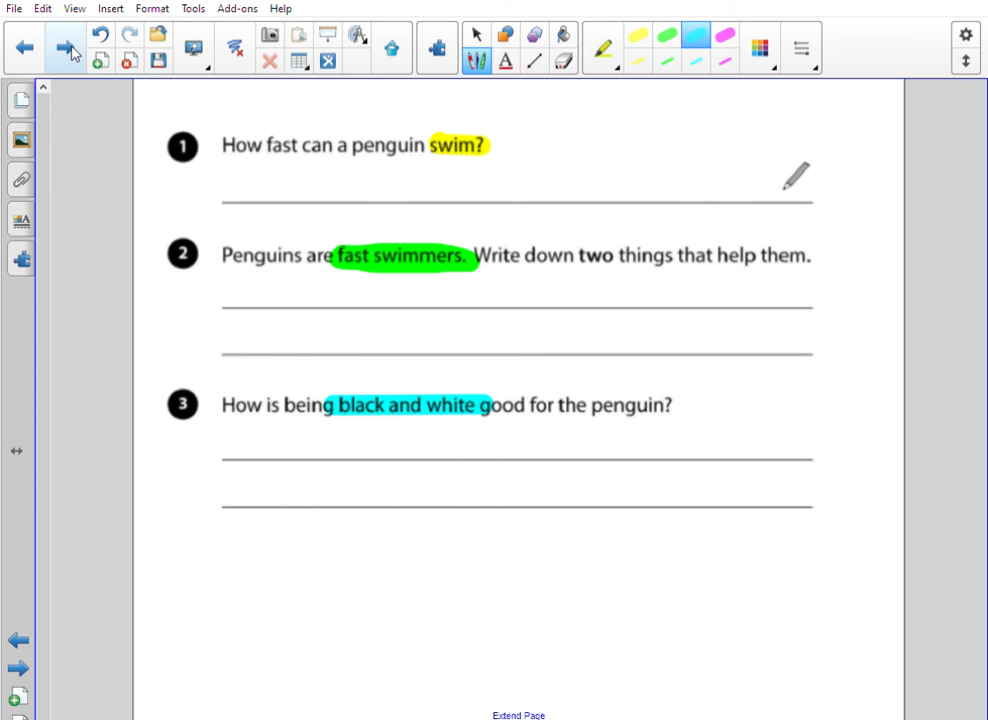 File Edit View Insert Format Tools Add-ons Help
1 How fast can a penguin swim?
2 Penguins are fast swimmers. Write down two things that help them.
3 How is being black and white good for the penguin?
Extend Page